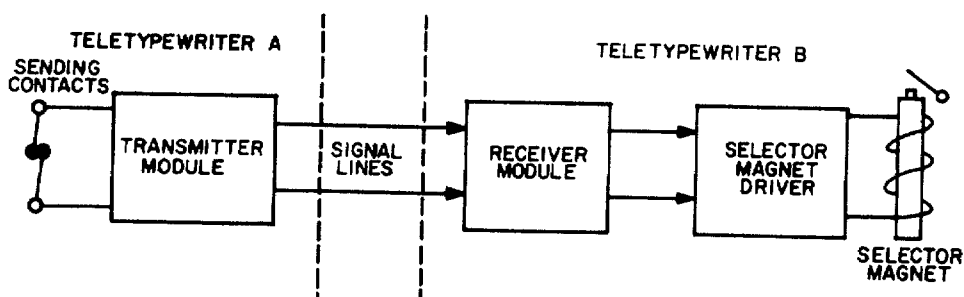 TELETYPEWRITER A
TELETYPEWRITER B
SENDING
CONTACTS
TRANSMITTER
MODULE
SIGNAL
LINES
RECEIVER
MODULE
SELECTOR
MAGNET
DRIVER
SELECTOR
MAGNET